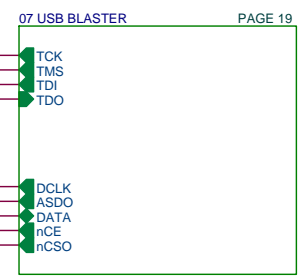 07 USB BLASTER PAGE 19
TCK
TMS
TDI
TDO
DCLK
ASDO
DATA
nCE
nCSO